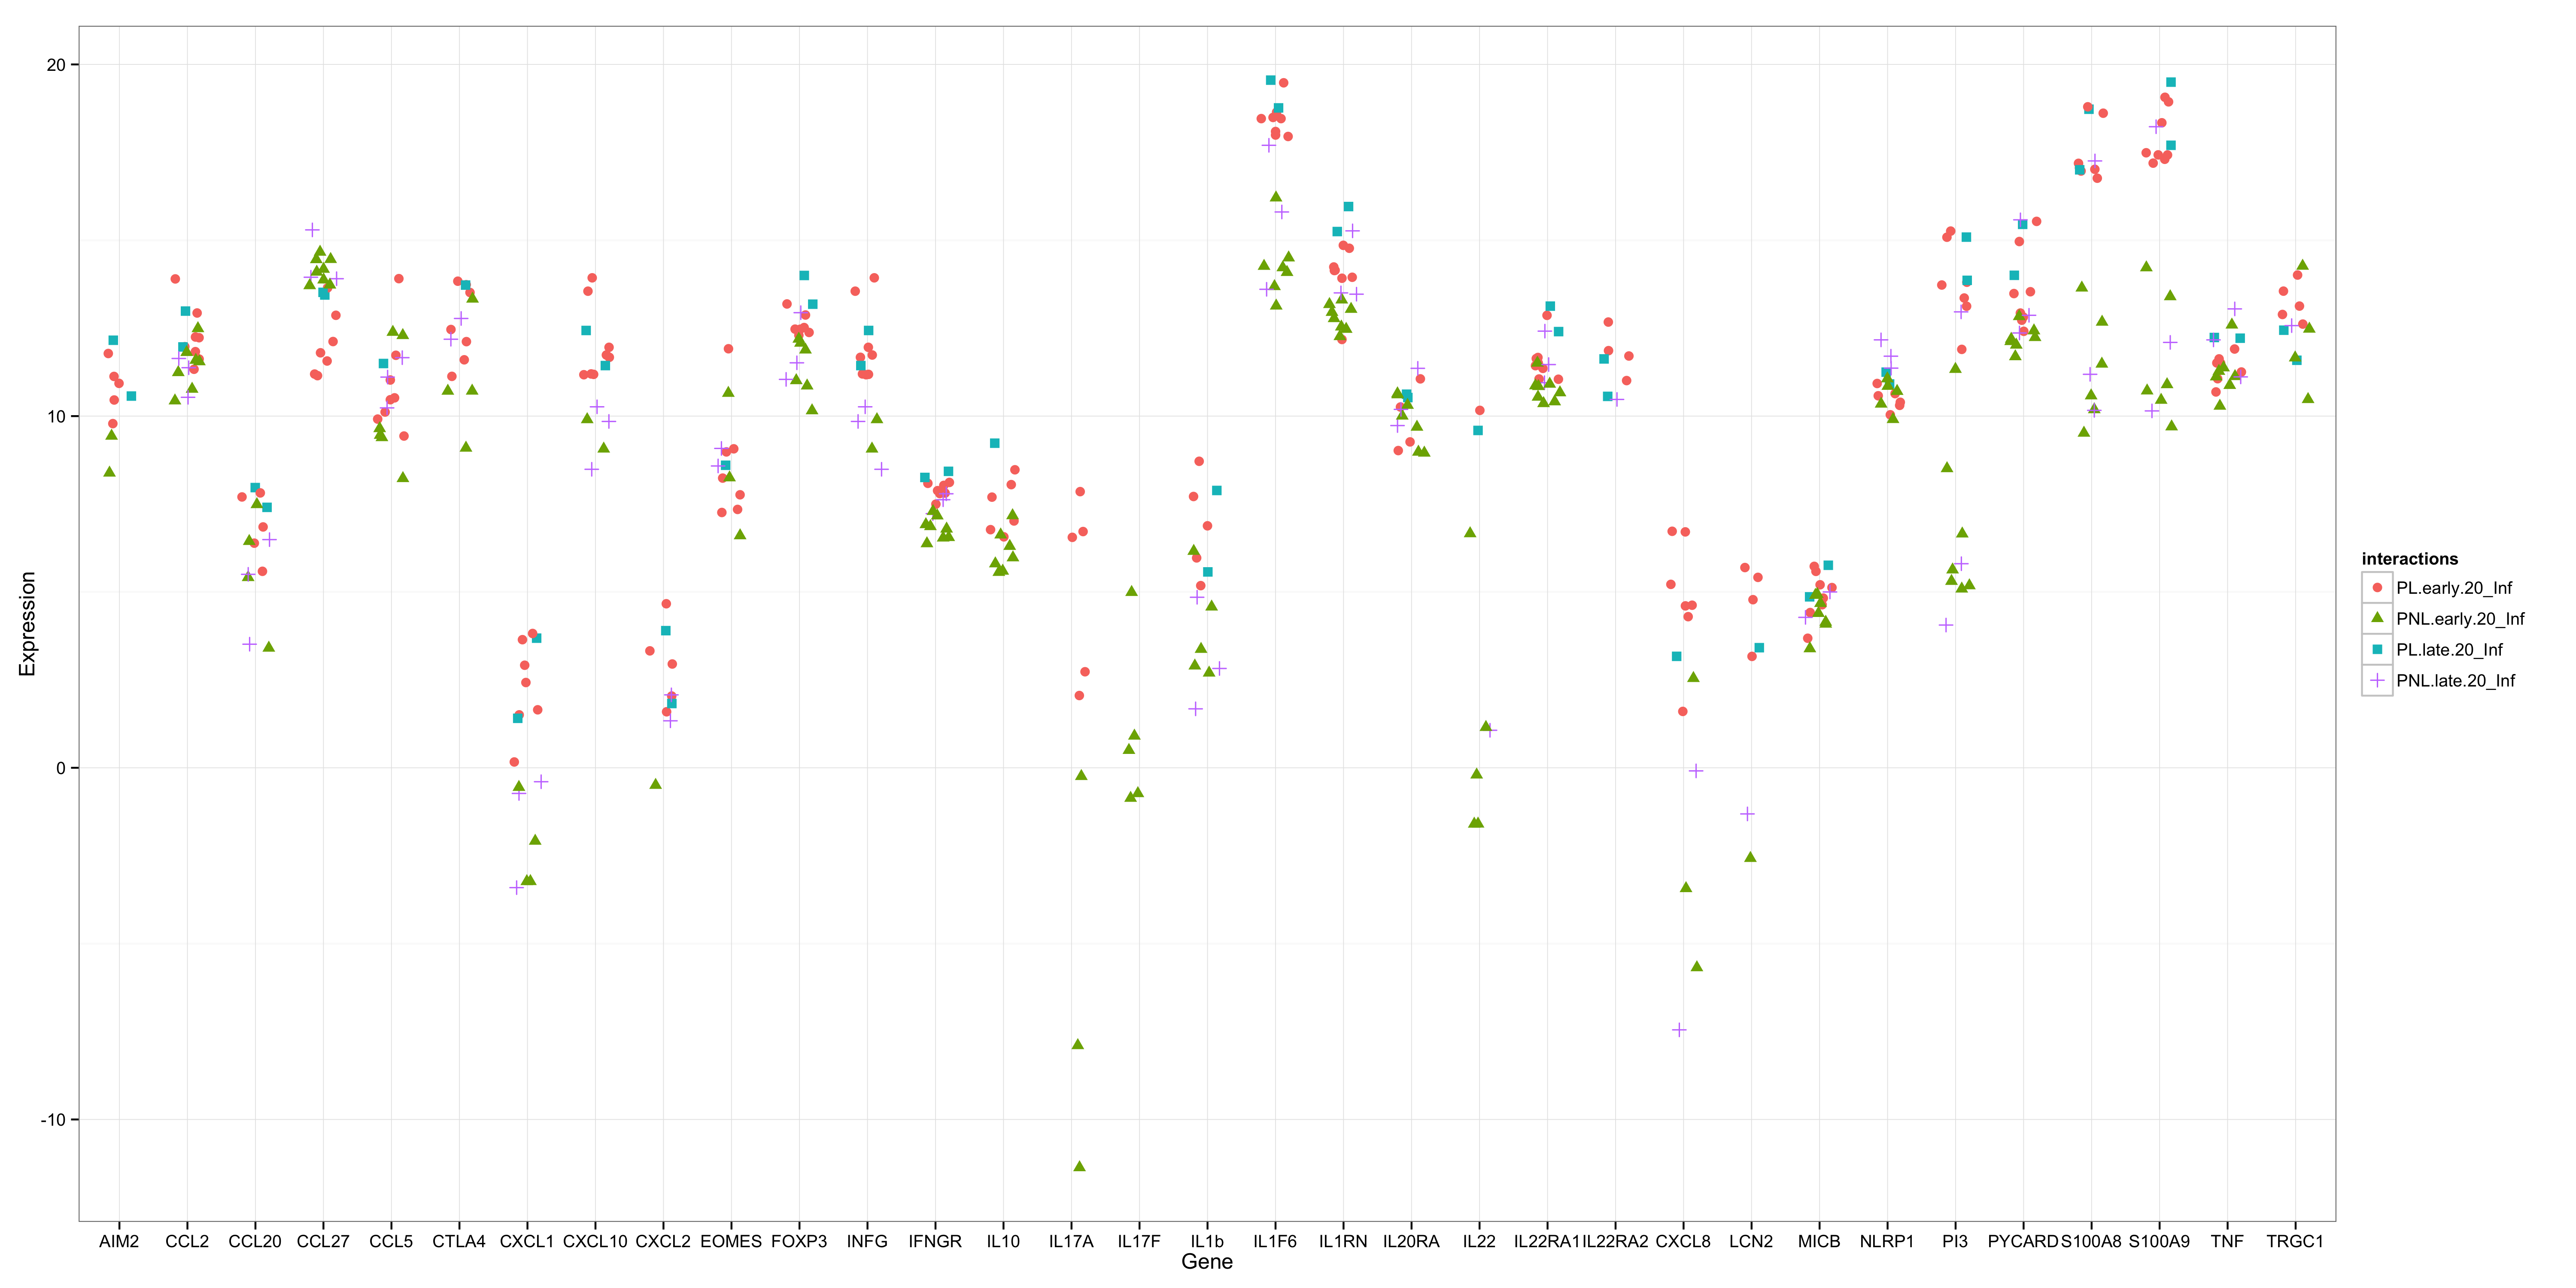 20
10
0
-10
Expression
AIM2 CCL2 CCL20 CCL27 CCL5 CTLA4 CXCL1 CXCL10 CXCL2 EOMES FOXP3 INFG IFNGR IL10 IL17A IL17F IL1b IL1F6 IL1RN IL20RA IL22 IL22RA1 IL22RA2 CXCL8 LCN2 MICB NLRP1 PI3 PYCARD S100A8 S100A9 TNF TRGC1
Gene
interactions
PL.early.20_Inf
PNL.early.20_Inf
PL.late.20_Inf
PNL.late.20_Inf